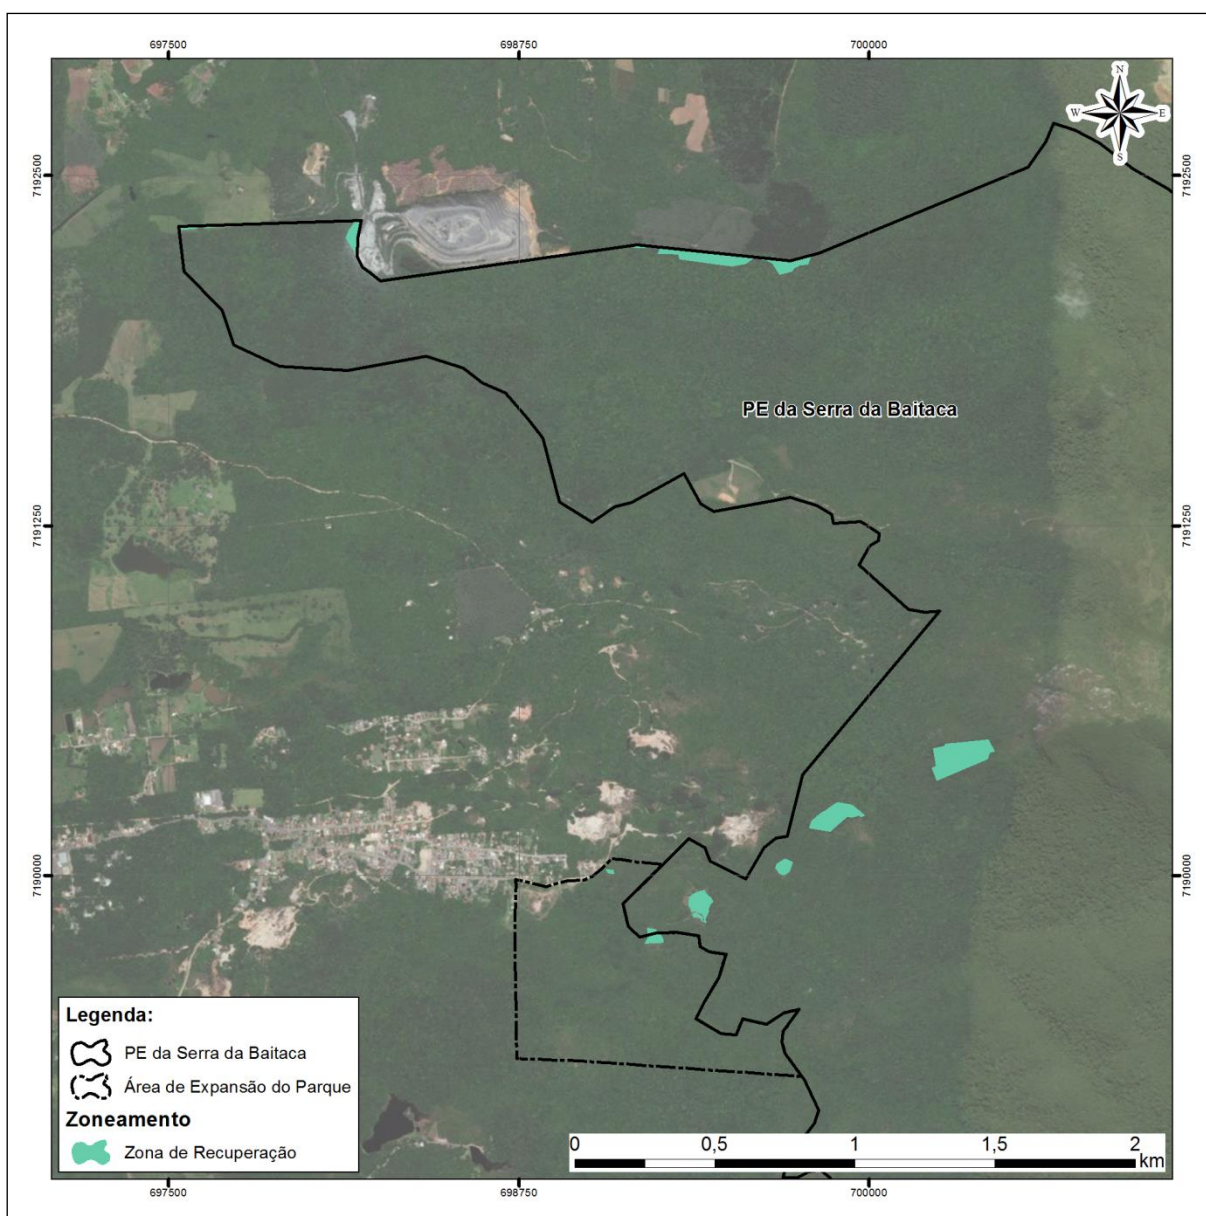 697500 698750 700000
N
W E
S
7192500 7192500
PE da Serra da Baitaca
7191250 7191250
7190000 7190000
Legenda:
PE da Serra da Baitaca
Área de Expansão do Parque
Zoneamento
Zona de Recuperação
0 0,5 1 1,5 2
km
697500 698750 700000